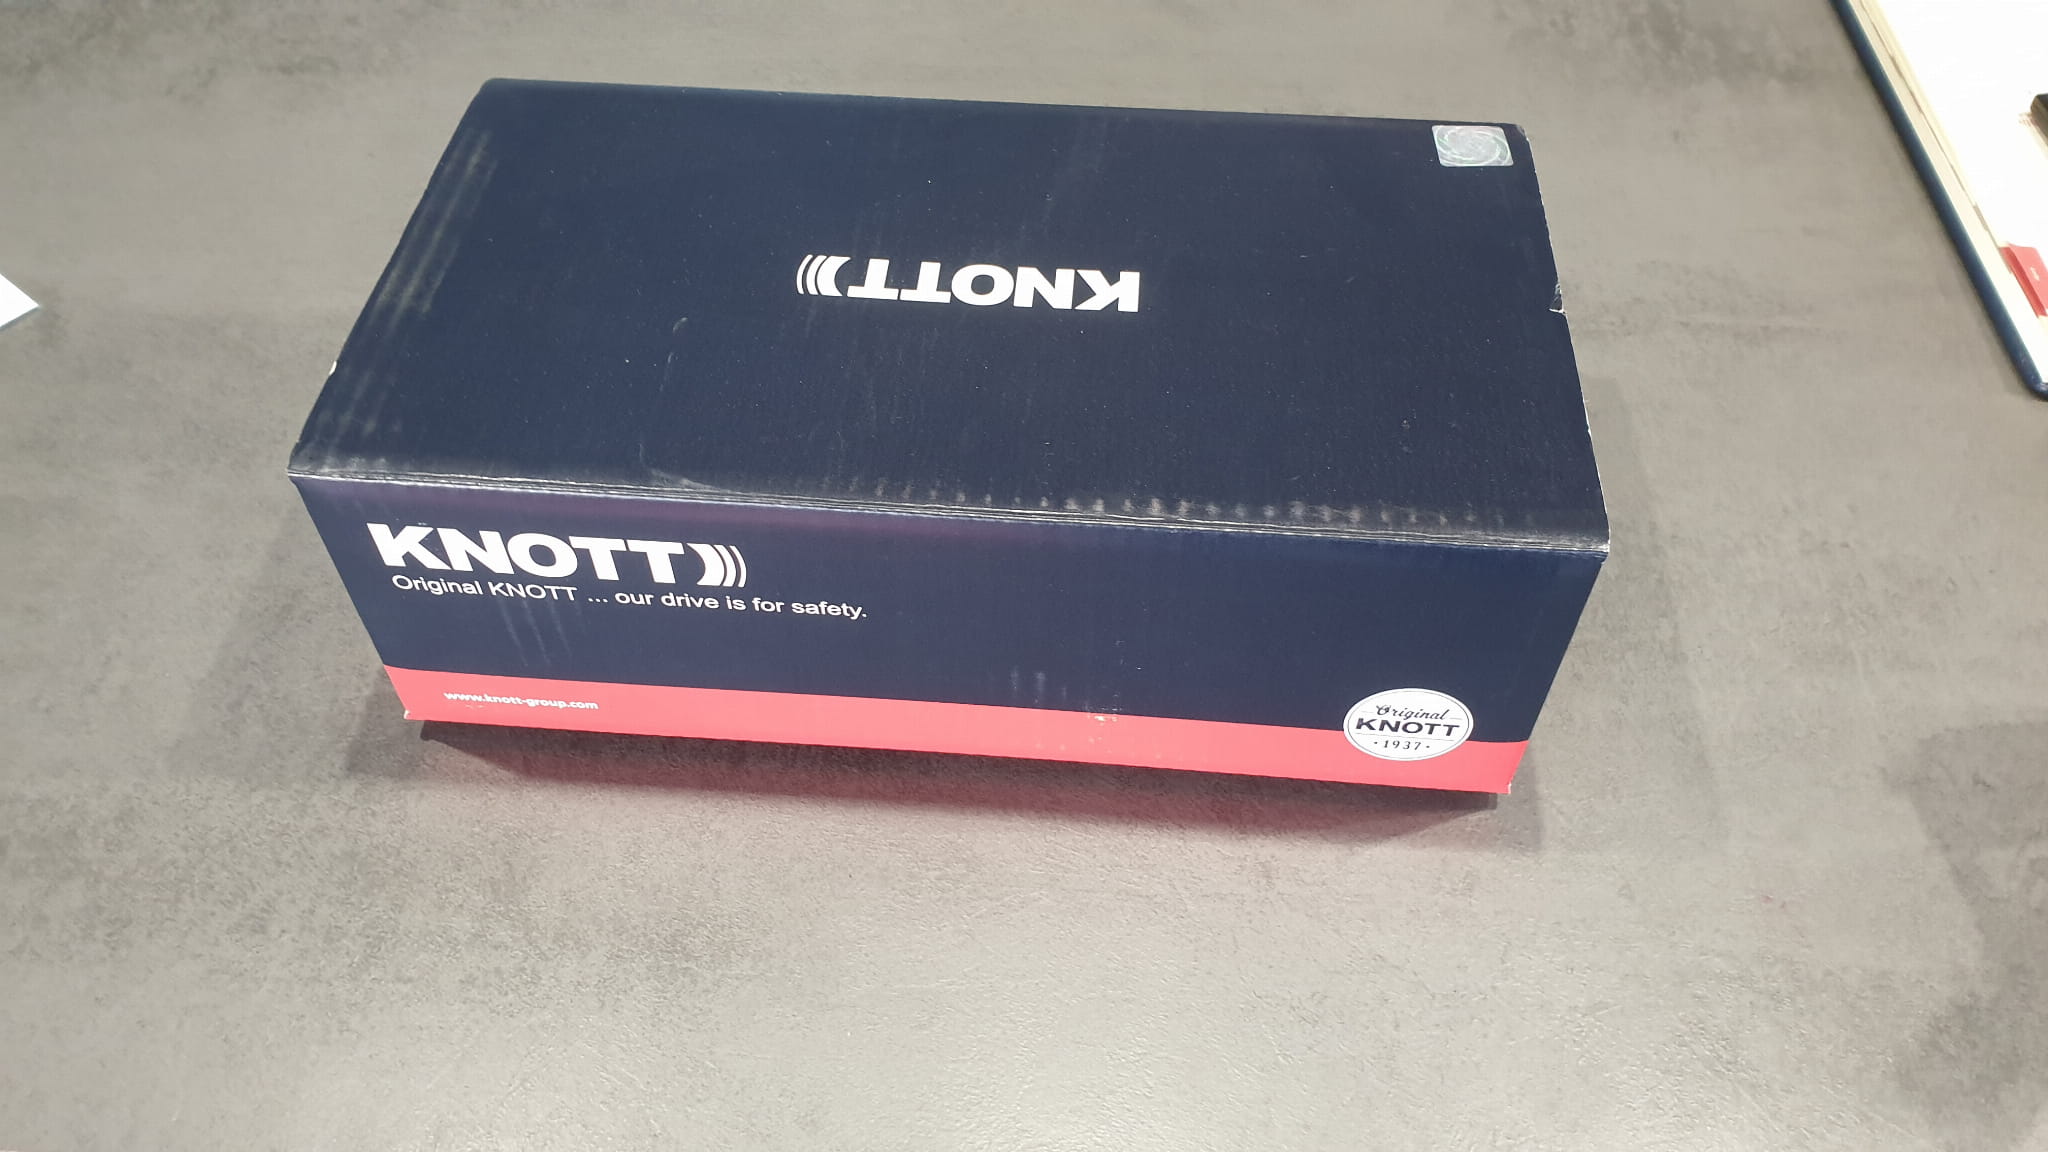 KNOTT
KNOTT
Original KNOTT ... our drive is for safety.
www.knott-group.com
Original
KNOTT
·1937·